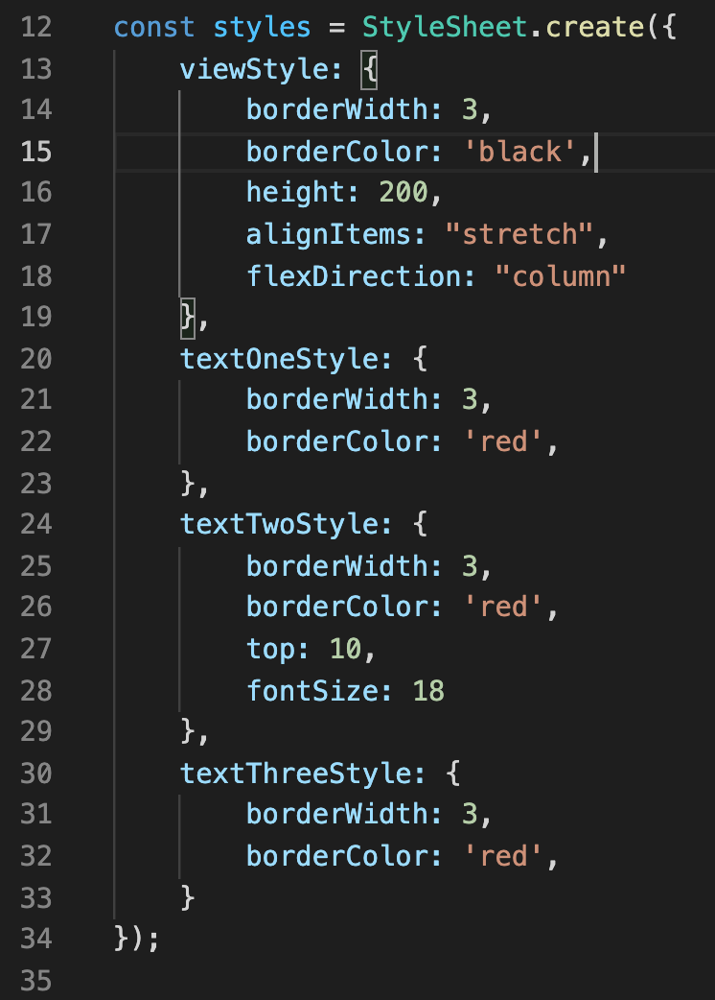 12 const styles = StyleSheet.create({
13 viewStyle: {
14 borderWidth: 3,
15 borderColor: 'black',
16 height: 200,
17 alignItems: "stretch",
18 flexDirection: "column"
19 },
20 textOneStyle: {
21 borderWidth: 3,
22 borderColor: 'red',
23 },
24 textTwoStyle: {
25 borderWidth: 3,
26 borderColor: 'red',
27 top: 10,
28 fontSize: 18
29 },
30 textThreeStyle: {
31 borderWidth: 3,
32 borderColor: 'red',
33 }
34 });
35